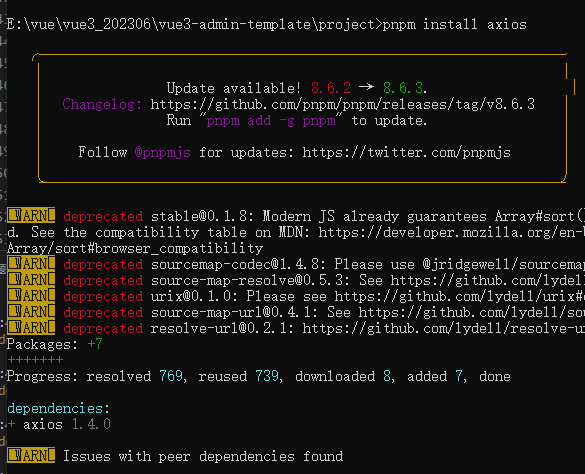 E:\vue\vue3_202306\vue3-admin-template\project>pnpm install axios
Update available! 8.6.2 → 8.6.3.
Changelog: https://github.com/pnpm/pnpm/releases/tag/v8.6.3
Run "pnpm add -g pnpm" to update.
Follow @pnpmjs for updates: https://twitter.com/pnpmjs
WARN deprecated stable@0.1.8: Modern JS already guarantees Array#sort(
d. See the compatibility table on MDN: https://developer.mozilla.org/en-
Array/sort#browser_compatibility
WARN deprecated sourcemap-codec@1.4.8: Please use @jridgewell/sourcemap
WARN deprecated source-map-resolve@0.5.3: See https://github.com/lydell/
WARN deprecated urix@0.1.0: Please see https://github.com/lydell/urix#
WARN deprecated source-map-url@0.4.1: See https://github.com/lydell/sou
WARN deprecated resolve-url@0.2.1: https://github.com/lydell/resolve-u
Packages: +7
+++++++
Progress: resolved 769, reused 739, downloaded 8, added 7, done
dependencies:
+ axios 1.4.0
WARN Issues with peer dependencies found